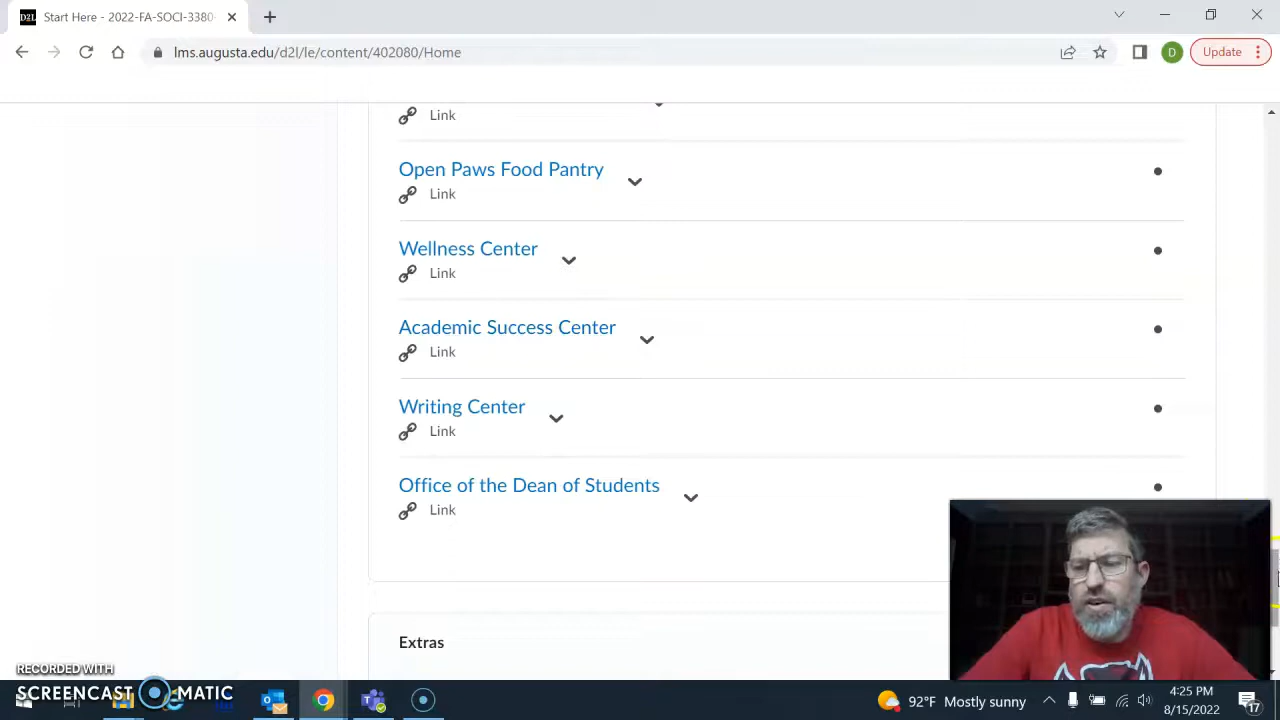 D2L Start Here - 2022-FA-SOCI-3380-
lms.augusta.edu/d2l/le/content/402080/Home
D
Update
Link
Open Paws Food Pantry
Link
Wellness Center
Link
Academic Success Center
Link
Writing Center
Link
Office of the Dean of Students
Link
Extras
RECORDED WITH
SCREENCAST MATIC
92°F Mostly sunny
4:25 PM
8/15/2022
17